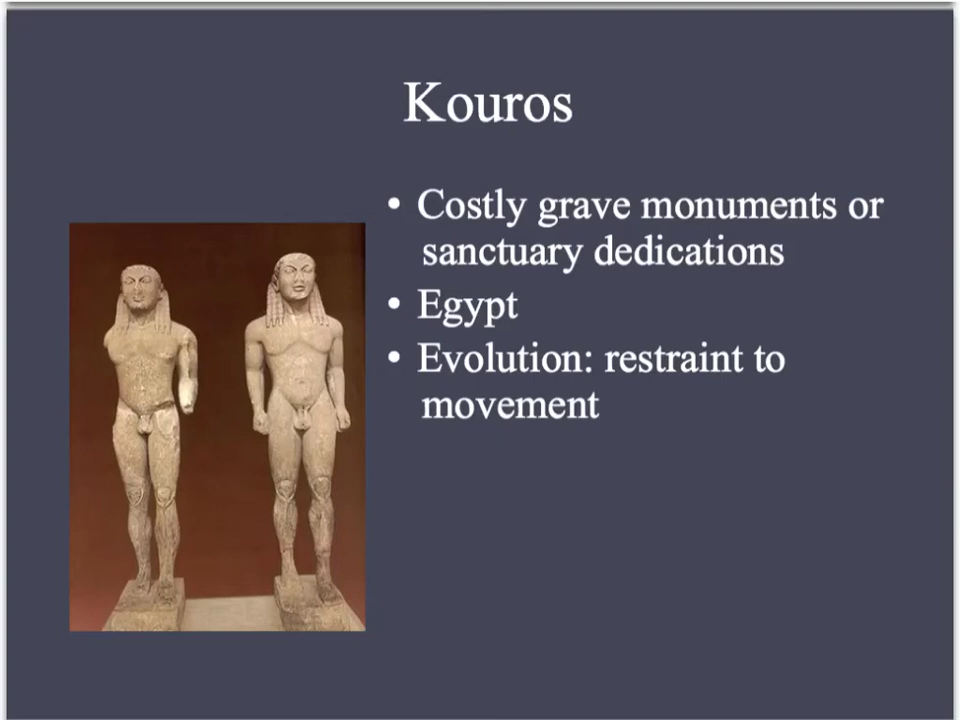 Kouros
• Costly grave monuments or
sanctuary dedications
• Egypt
• Evolution: restraint to
movement